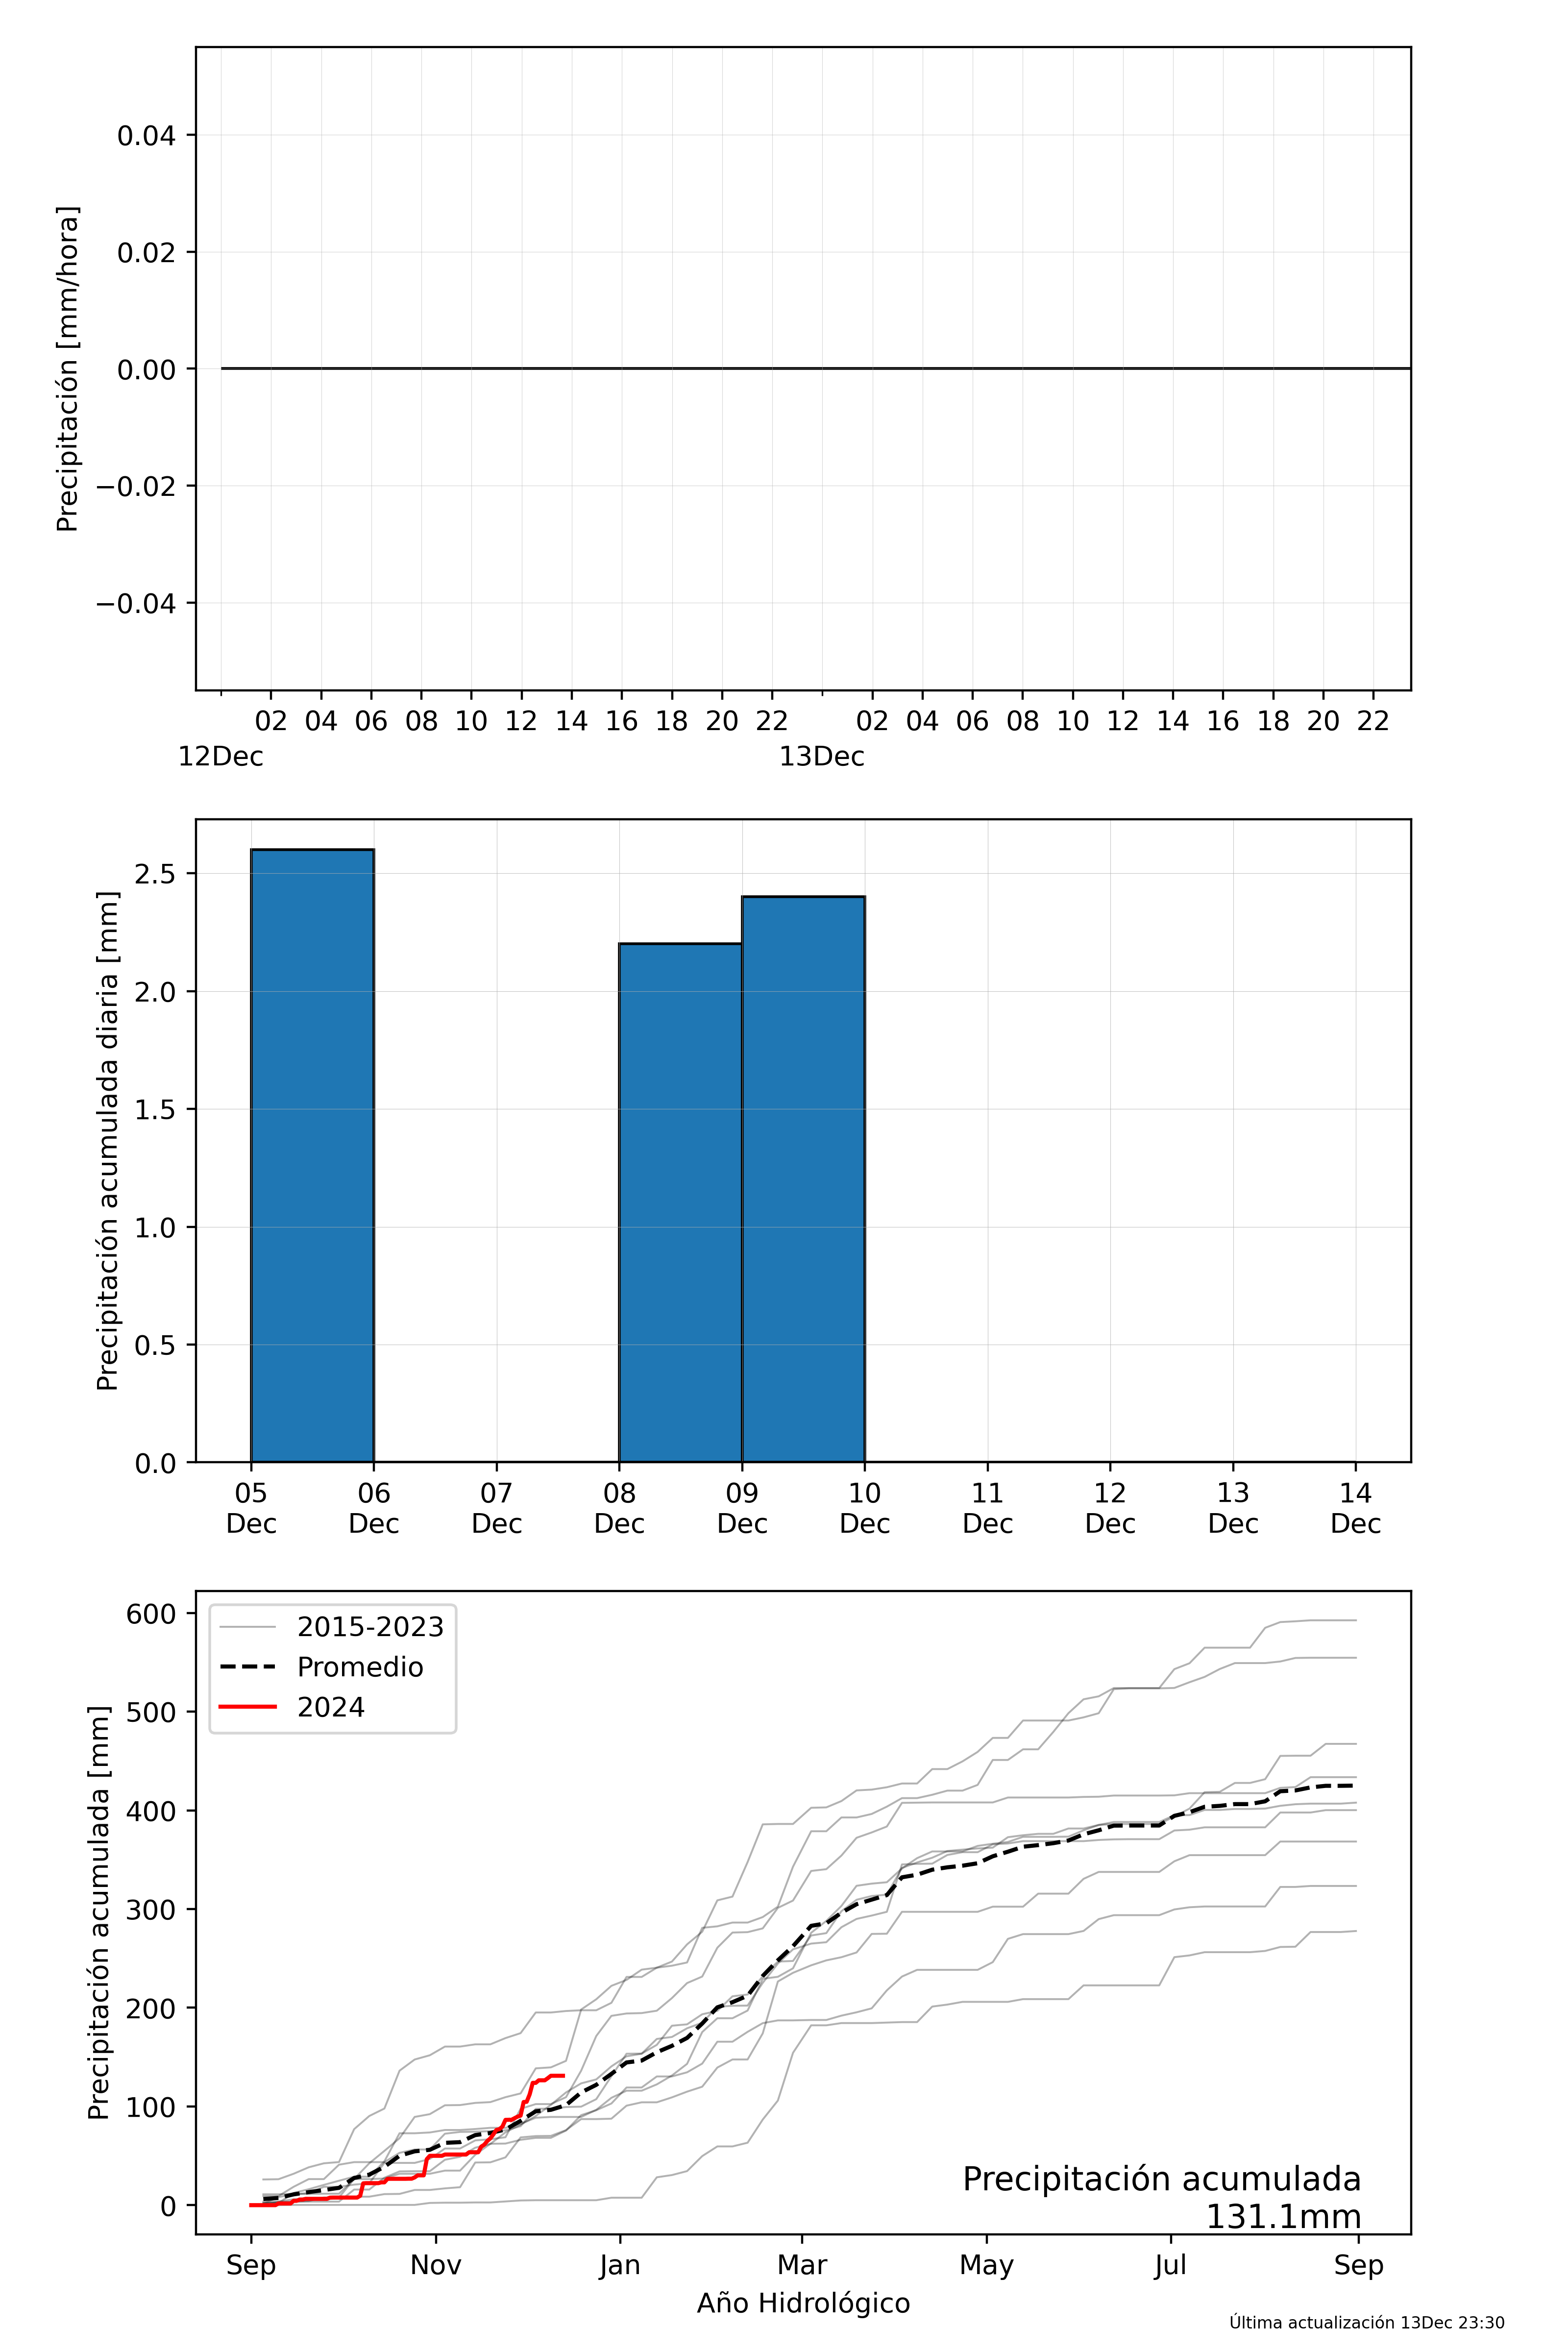 Precipitación [mm/hora]
0.04
0.02
0.00
−0.02
−0.04
02 04 06 08 10 12 14 16 18 20 22 02 04 06 08 10 12 14 16 18 20 22
12Dec 13Dec
Precipitación acumulada diaria [mm]
2.5
2.0
1.5
1.0
0.5
0.0
05 06 07 08 09 10 11 12 13 14
Dec Dec Dec Dec Dec Dec Dec Dec Dec Dec
Precipitación acumulada [mm]
600
500
400
300
200
100
0
2015-2023
Promedio
2024
Precipitación acumulada
131.1mm
Sep Nov Jan Mar May Jul Sep
Año Hidrológico
Última actualización 13Dec 23:30